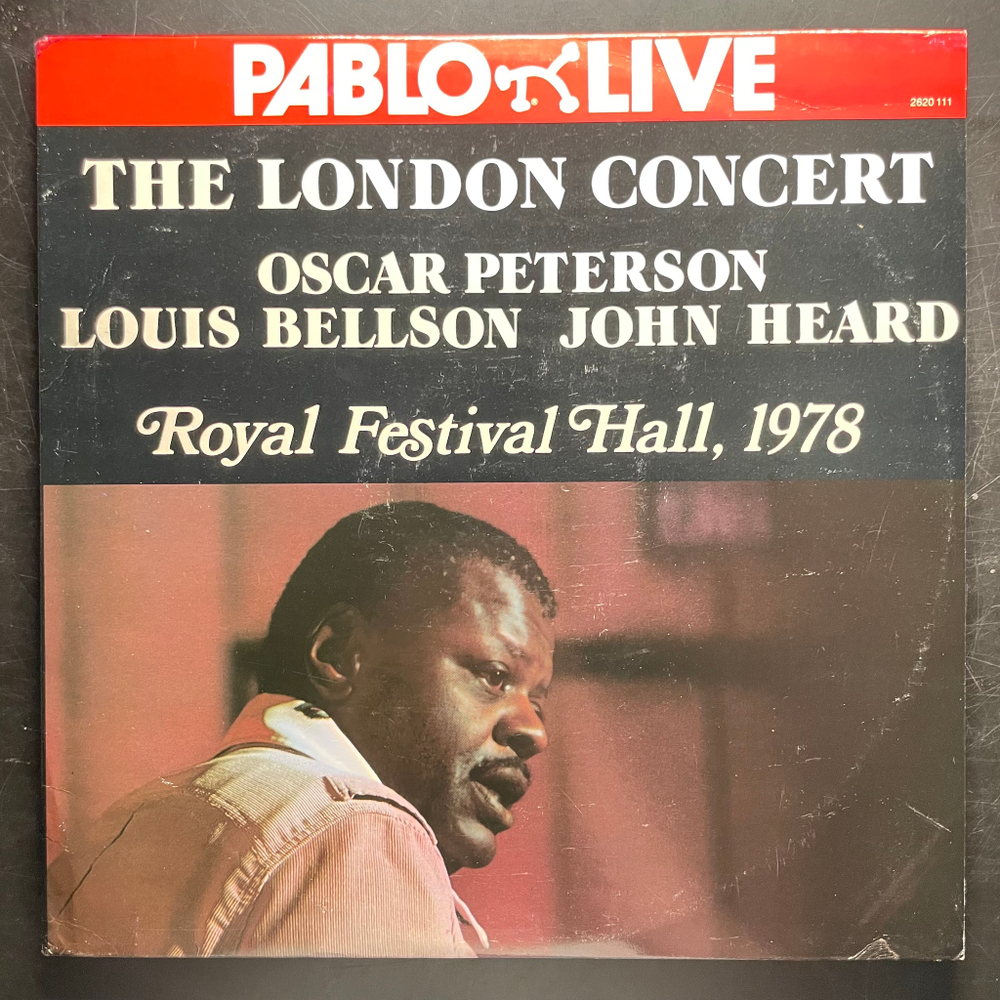 PABLO LIVE
2620 111
THE LONDON CONCERT
OSCAR PETERSON
LOUIS BELLSON JOHN HEARD
Royal Festival Hall, 1978